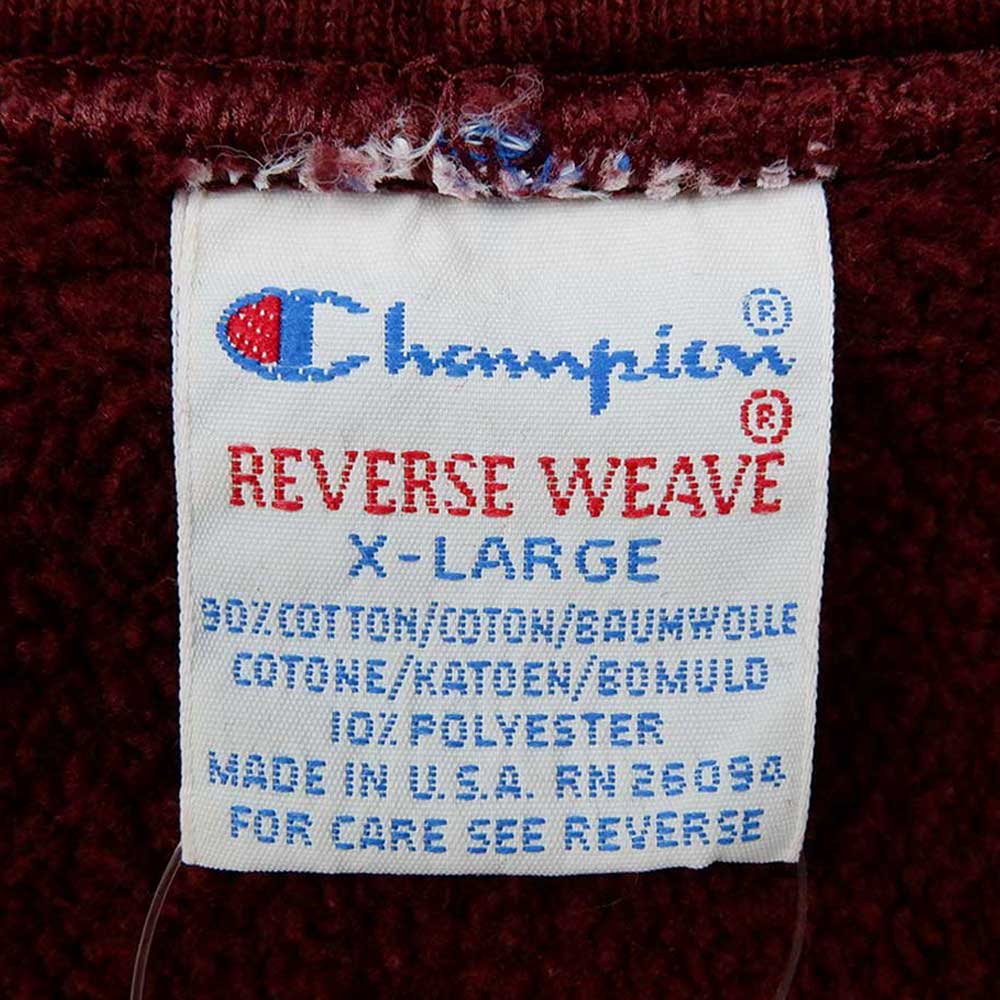 Champion®
®
REVERSE WEAVE
X-LARGE
90% COTTON/COTON/BAUMWOLLE
COTONE/KATOEN/BOMULD
10% POLYESTER
MADE IN U.S.A. RN 26094
FOR CARE SEE REVERSE